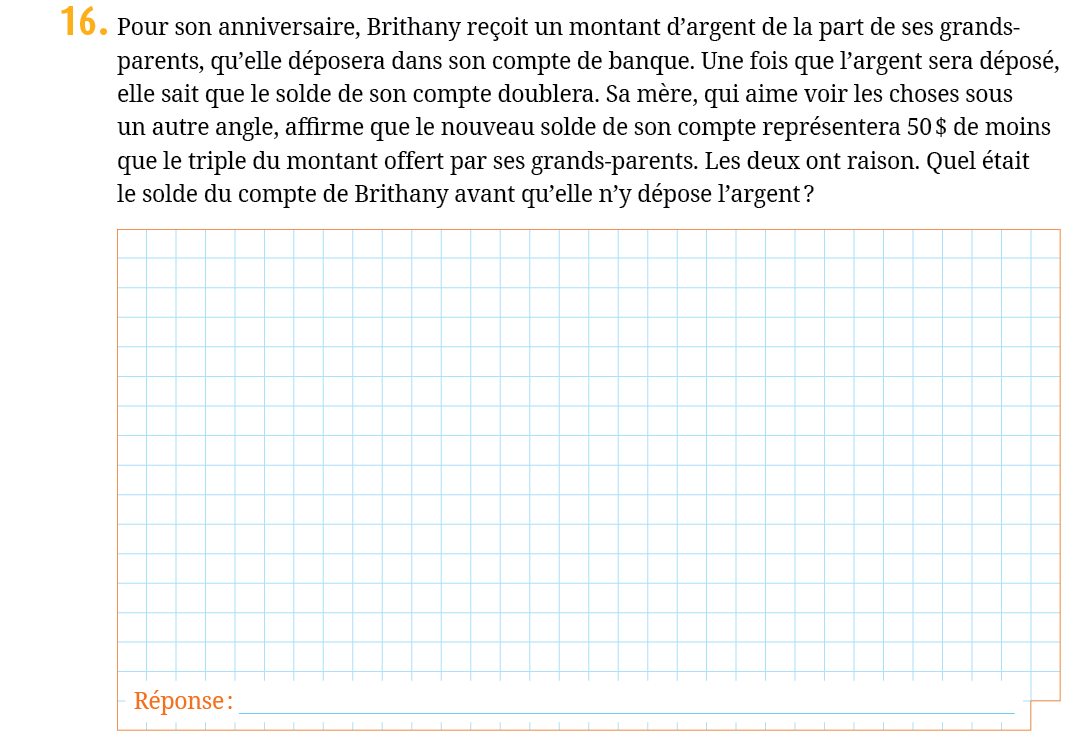 16. Pour son anniversaire, Brithany reçoit un montant d’argent de la part de ses grands-
parents, qu’elle déposera dans son compte de banque. Une fois que l’argent sera déposé,
elle sait que le solde de son compte doublera. Sa mère, qui aime voir les choses sous
un autre angle, affirme que le nouveau solde de son compte représentera 50 $ de moins
que le triple du montant offert par ses grands-parents. Les deux ont raison. Quel était
le solde du compte de Brithany avant qu’elle n’y dépose l’argent ?
Réponse :